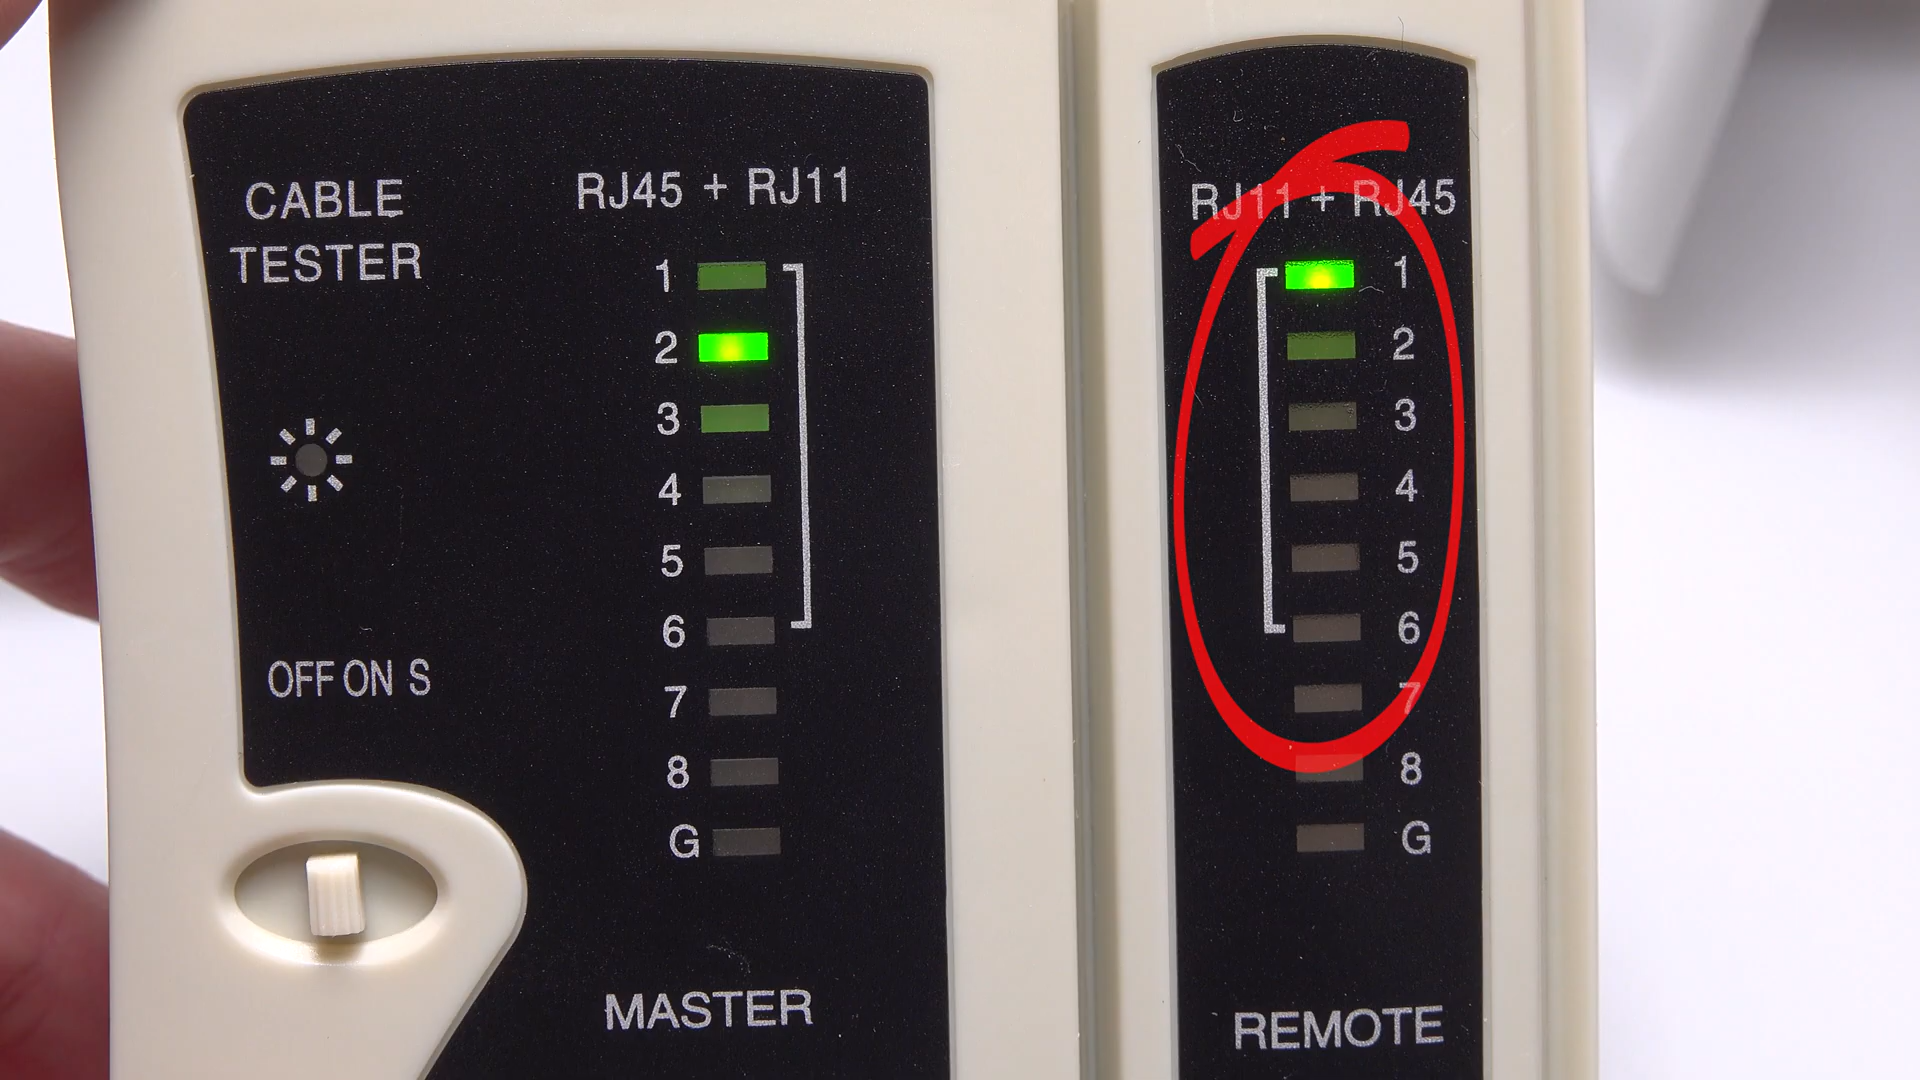 CABLE
TESTER
OFF ON S
RJ45 + RJ11
1
2
3
4
5
6
7
8
G
MASTER
RJ11 + RJ45
1
2
3
4
5
6
7
8
G
REMOTE